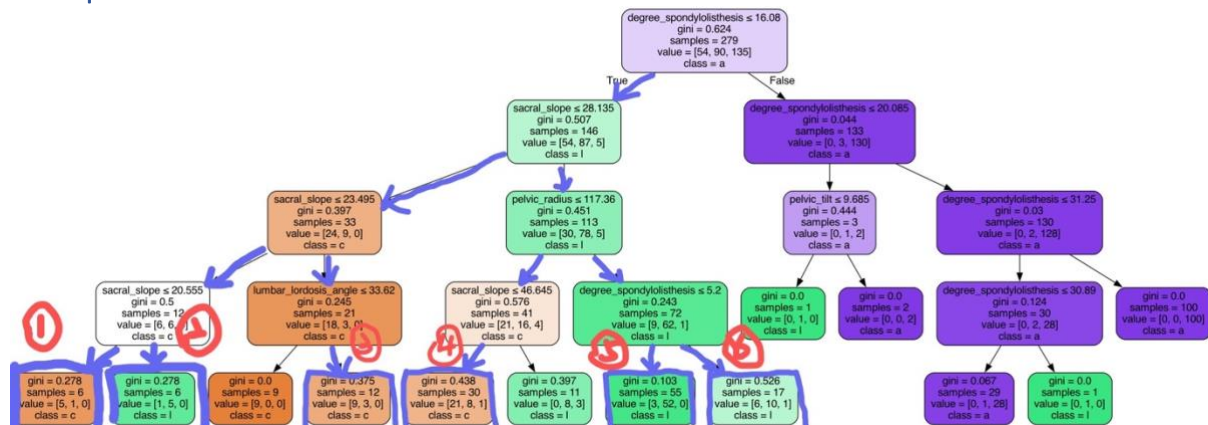 degree_spondylolisthesis ≤ 16.08
gini = 0.624
samples = 279
value = [54, 90, 135]
class = a
True
False
sacral_slope ≤ 28.135
gini = 0.507
samples = 146
value = [54, 87, 5]
class = l
degree_spondylolisthesis ≤ 20.085
gini = 0.044
samples = 133
value = [0, 3, 130]
class = a
sacral_slope ≤ 23.495
gini = 0.397
samples = 33
value = [24, 9, 0]
class = c
pelvic_radius ≤ 117.36
gini = 0.451
samples = 113
value = [30, 78, 5]
class = l
pelvic_tilt ≤ 9.685
gini = 0.444
samples = 3
value = [0, 1, 2]
class = a
degree_spondylolisthesis ≤ 31.25
gini = 0.03
samples = 130
value = [0, 2, 128]
class = a
sacral_slope ≤ 20.555
gini = 0.5
samples = 12
value = [6, 6,
class = c
lumbar_lordosis_angle ≤ 33.62
gini = 0.245
samples = 21
value = [18, 3, 0]
class = c
sacral_slope ≤ 46.645
gini = 0.576
samples = 41
value = [21, 16, 4]
class = c
degree_spondylolisthesis ≤ 5.2
gini = 0.243
samples = 72
value = [9, 62, 1]
class = l
gini = 0.0
samples = 1
value = [0, 1, 0]
class = l
gini = 0.0
samples = 2
value = [0, 0, 2]
class = a
degree_spondylolisthesis ≤ 30.89
gini = 0.124
samples = 30
value = [0, 2, 28]
class = a
gini = 0.0
samples = 100
value = [0, 0, 100]
class = a
1
2
3
4
5
6
gini = 0.278
samples = 6
value = [5, 1, 0]
class = c
gini = 0.278
samples = 6
value = [1, 5, 0]
class = l
gini = 0.0
samples = 9
value = [9, 0, 0]
class = c
gini = 0.375
samples = 12
value = [9, 3, 0]
class = c
gini = 0.438
samples = 30
value = [21, 8, 1]
class = c
gini = 0.397
samples = 11
value = [0, 8, 3]
class = l
gini = 0.103
samples = 55
value = [3, 52, 0]
class = l
gini = 0.526
samples = 17
value = [6, 10, 1]
class = l
gini = 0.067
samples = 29
value = [0, 1, 28]
class = a
gini = 0.0
samples = 1
value = [0, 1, 0]
class = l